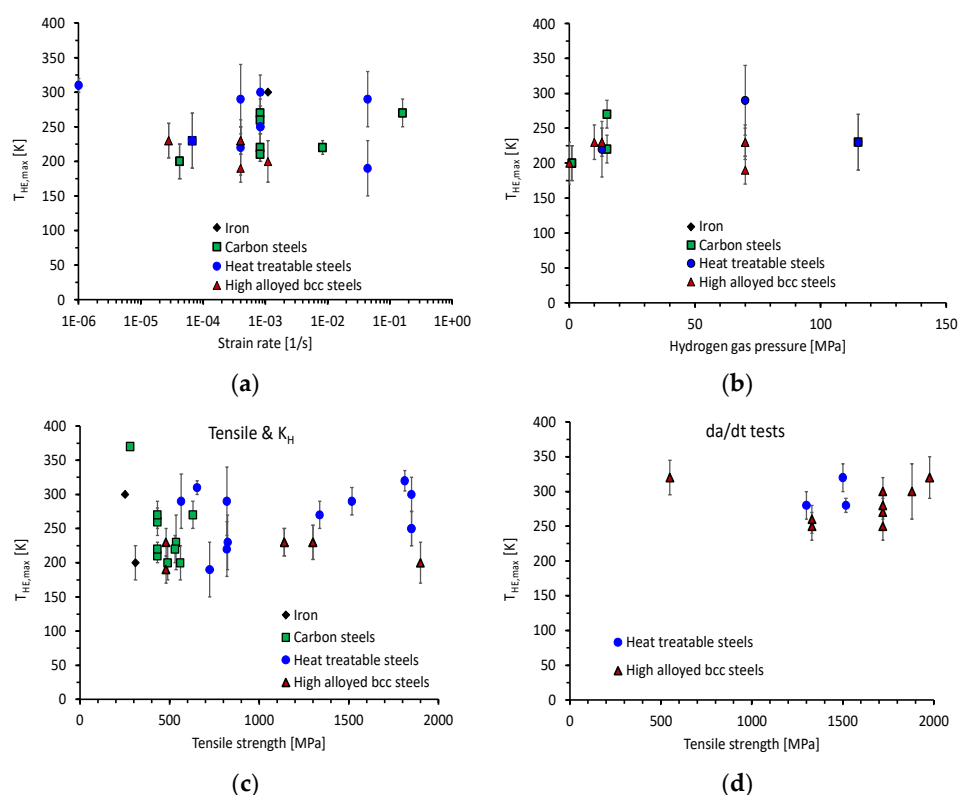 400
350
300
250
200
150
100
50
0
T_HE,max [K]
Iron
Carbon steels
Heat treatable steels
High alloyed bcc steels
1E-06 1E-05 1E-04 1E-03 1E-02 1E-01 1E+00
Strain rate [1/s]
(a)
400
350
300
250
200
150
100
50
0
T_HE,max [K]
Iron
Carbon steels
Heat treatable steels
High alloyed bcc steels
0 50 100 150
Hydrogen gas pressure [MPa]
(b)
Tensile & K_H
400
350
300
250
200
150
100
50
0
T_HE,max [K]
Iron
Carbon steels
Heat treatable steels
High alloyed bcc steels
0 500 1000 1500 2000
Tensile strength [MPa]
(c)
da/dt tests
400
350
300
250
200
150
100
50
0
T_HE,max [K]
Heat treatable steels
High alloyed bcc steels
0 500 1000 1500 2000
Tensile strength [MPa]
(d)